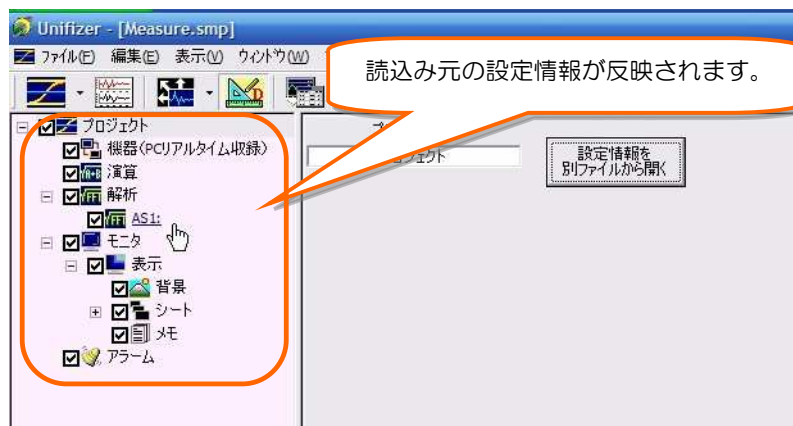 Unifizer - [Measure.smp]
ファイル(F) 編集(E) 表示(V) ウィンドウ(W)
読込み元の設定情報が反映されます。
プロジェクト
機器(PCリアルタイム収録)
設定情報を
別ファイルから開く
演算
解析
AS1:
モニタ
表示
背景
シート
メモ
アラーム